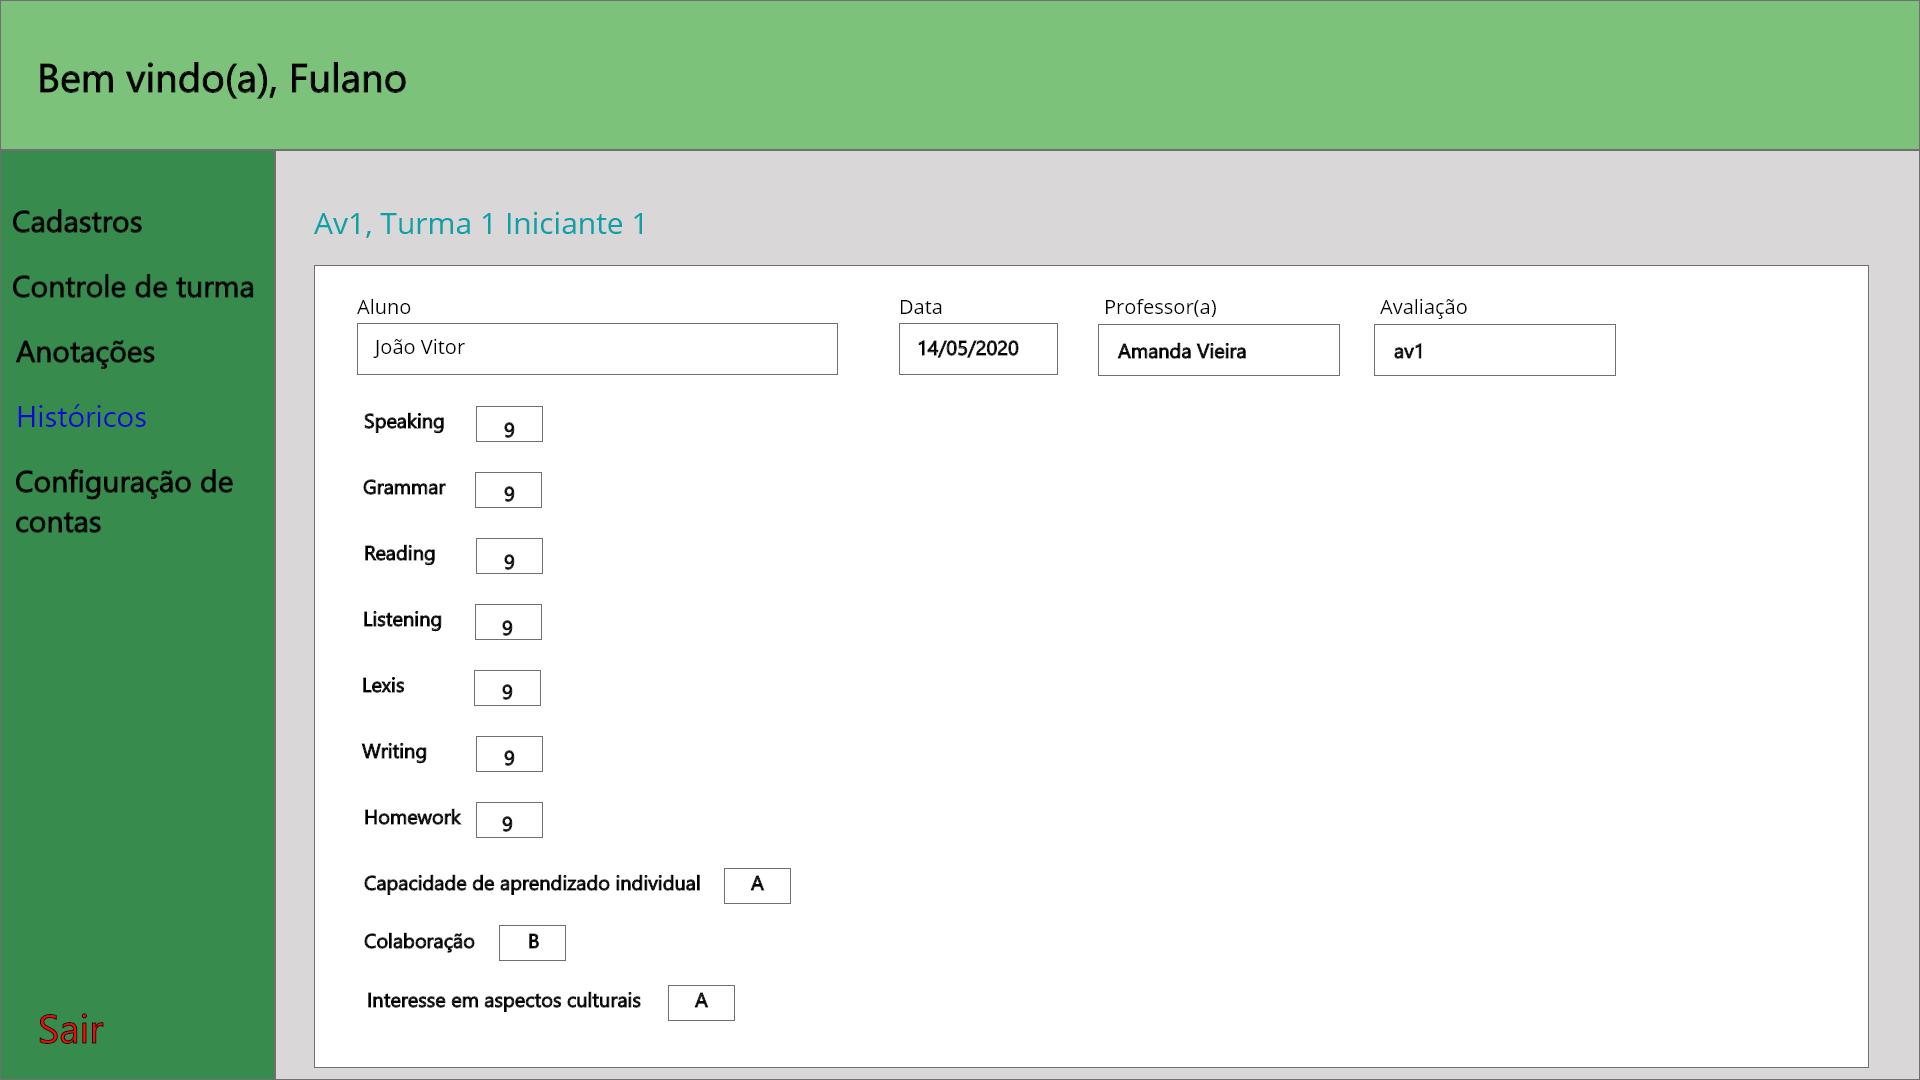 Bem vindo(a), Fulano
Cadastros
Controle de turma
Anotações
Históricos
Configuração de
contas
Sair
Av1, Turma 1 Iniciante 1
Aluno
João Vitor
Data
14/05/2020
Professor(a)
Amanda Vieira
Avaliação
av1
Speaking 9
Grammar 9
Reading 9
Listening 9
Lexis 9
Writing 9
Homework 9
Capacidade de aprendizado individual A
Colaboração B
Interesse em aspectos culturais A